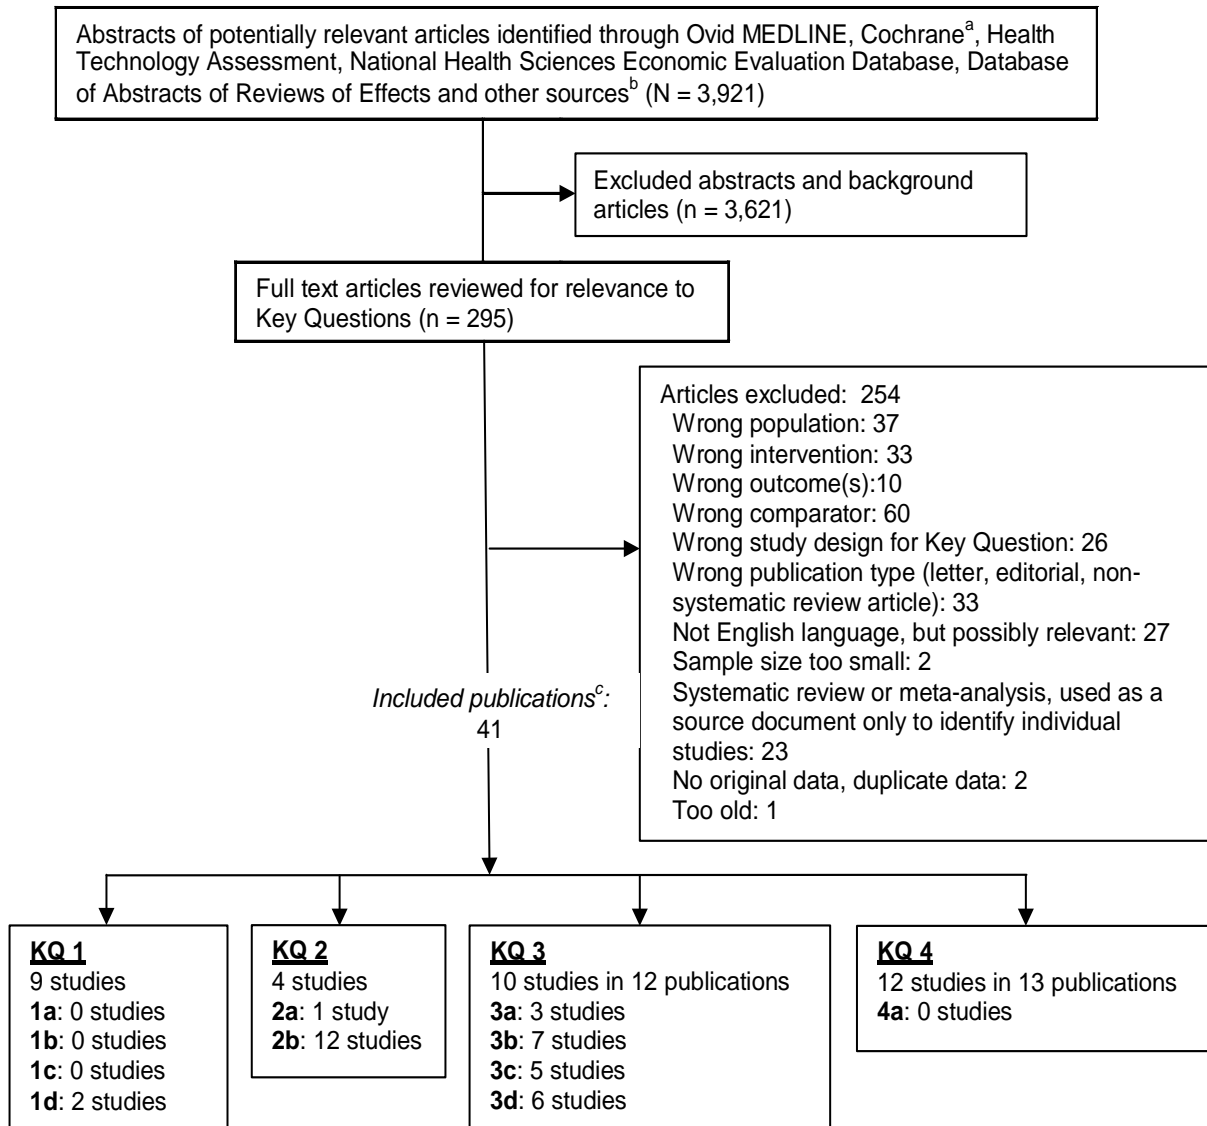 Abstracts of potentially relevant articles identified through Ovid MEDLINE, Cochraneᵃ, Health
Technology Assessment, National Health Sciences Economic Evaluation Database, Database
of Abstracts of Reviews of Effects and other sourcesᵇ (N = 3,921)
Excluded abstracts and background
articles (n = 3,621)
Full text articles reviewed for relevance to
Key Questions (n = 295)
Articles excluded: 254
Wrong population: 37
Wrong intervention: 33
Wrong outcome(s):10
Wrong comparator: 60
Wrong study design for Key Question: 26
Wrong publication type (letter, editorial, non-
systematic review article): 33
Not English language, but possibly relevant: 27
Sample size too small: 2
Systematic review or meta-analysis, used as a
source document only to identify individual
studies: 23
No original data, duplicate data: 2
Too old: 1
Included publicationsᶜ:
41
KQ 1
9 studies
1a: 0 studies
1b: 0 studies
1c: 0 studies
1d: 2 studies
KQ 2
4 studies
2a: 1 study
2b: 12 studies
KQ 3
10 studies in 12 publications
3a: 3 studies
3b: 7 studies
3c: 5 studies
3d: 6 studies
KQ 4
12 studies in 13 publications
4a: 0 studies